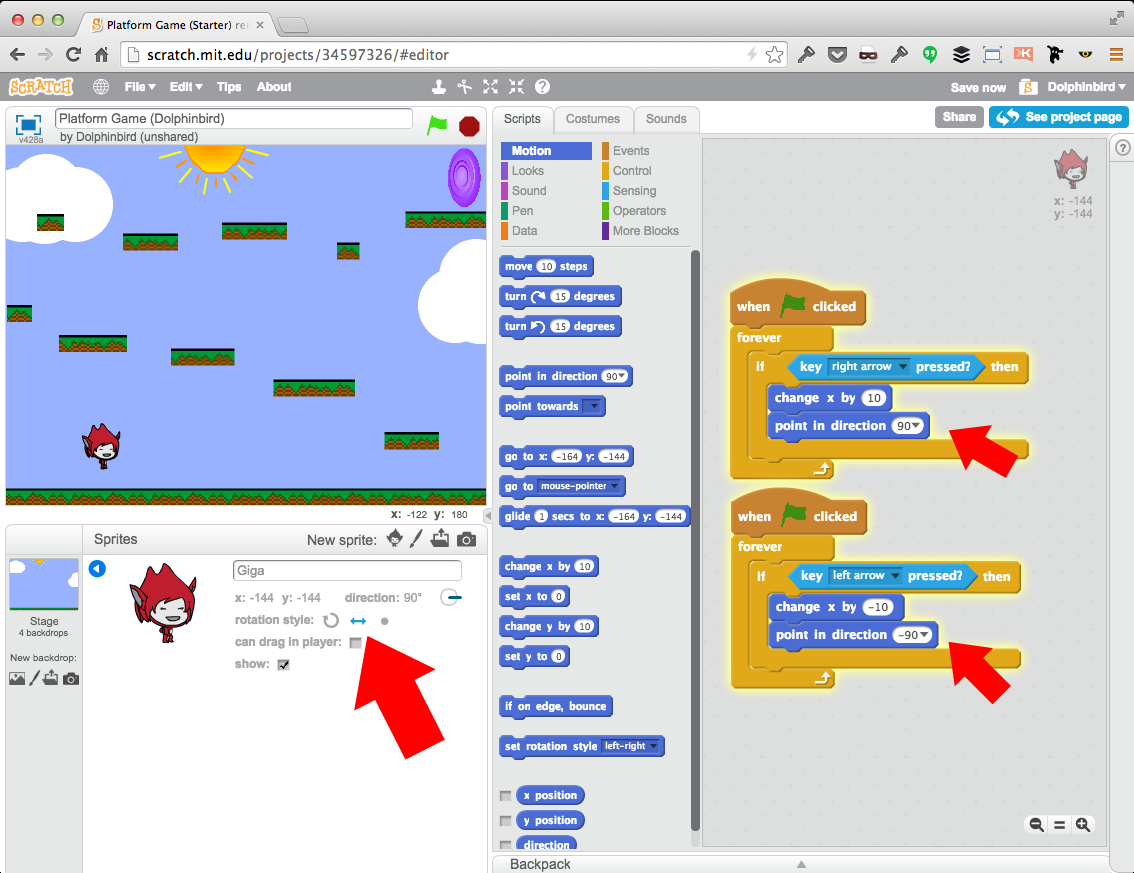 Platform Game (Starter) rer
scratch.mit.edu/projects/34597326/#editor
SCRATCH File Edit Tips About Save now Dolphinbird
Platform Game (Dolphinbird)
by Dolphinbird (unshared)
v428a
Scripts Costumes Sounds
Share See project page
Motion Events
Looks Control
Sound Sensing
Pen Operators
Data More Blocks
move 10 steps
turn 15 degrees
turn 15 degrees
point in direction 90
point towards
go to x: -164 y: -144
go to mouse-pointer
glide 1 secs to x: -164 y: -144
change x by 10
set x to 0
change y by 10
set y to 0
if on edge, bounce
set rotation style left-right
x position
y position
direction
x: -144
y: -144
when clicked
forever
if key right arrow pressed? then
change x by 10
point in direction 90
when clicked
forever
if key left arrow pressed? then
change x by -10
point in direction -90
x: -122 y: 180
Sprites New sprite:
Stage
4 backdrops
New backdrop:
Giga
x: -144 y: -144 direction: 90°
rotation style:
can drag in player:
show:
Backpack